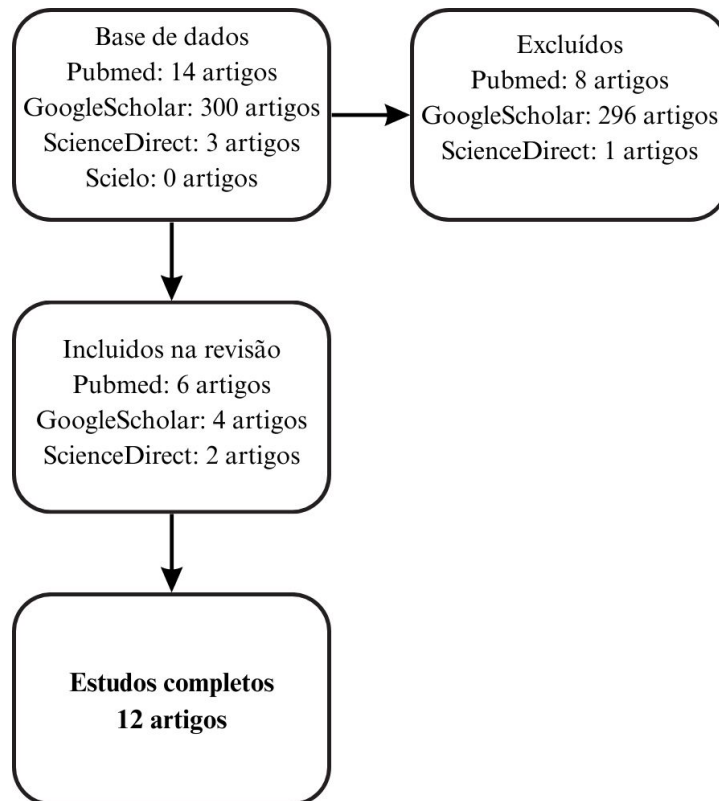 Base de dados
Pubmed: 14 artigos
GoogleScholar: 300 artigos
ScienceDirect: 3 artigos
Scielo: 0 artigos
Excluídos
Pubmed: 8 artigos
GoogleScholar: 296 artigos
ScienceDirect: 1 artigos
Incluidos na revisão
Pubmed: 6 artigos
GoogleScholar: 4 artigos
ScienceDirect: 2 artigos
Estudos completos
12 artigos